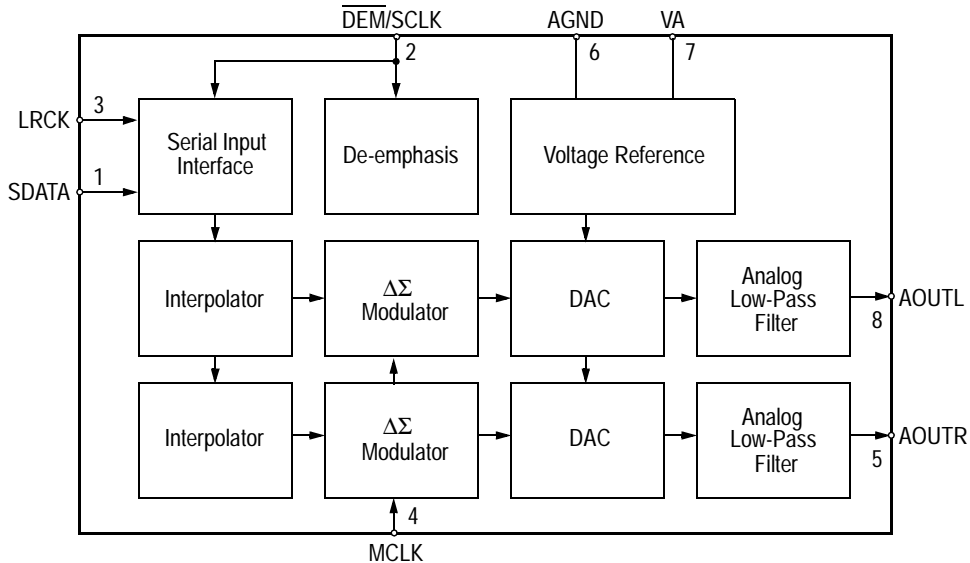 DEM/SCLK
AGND
VA
2
6
7
LRCK
3
SDATA
1
Serial Input
Interface
De-emphasis
Voltage Reference
Interpolator
ΔΣ
Modulator
DAC
Analog
Low-Pass
Filter
AOUTL
8
Interpolator
ΔΣ
Modulator
DAC
Analog
Low-Pass
Filter
AOUTR
5
4
MCLK